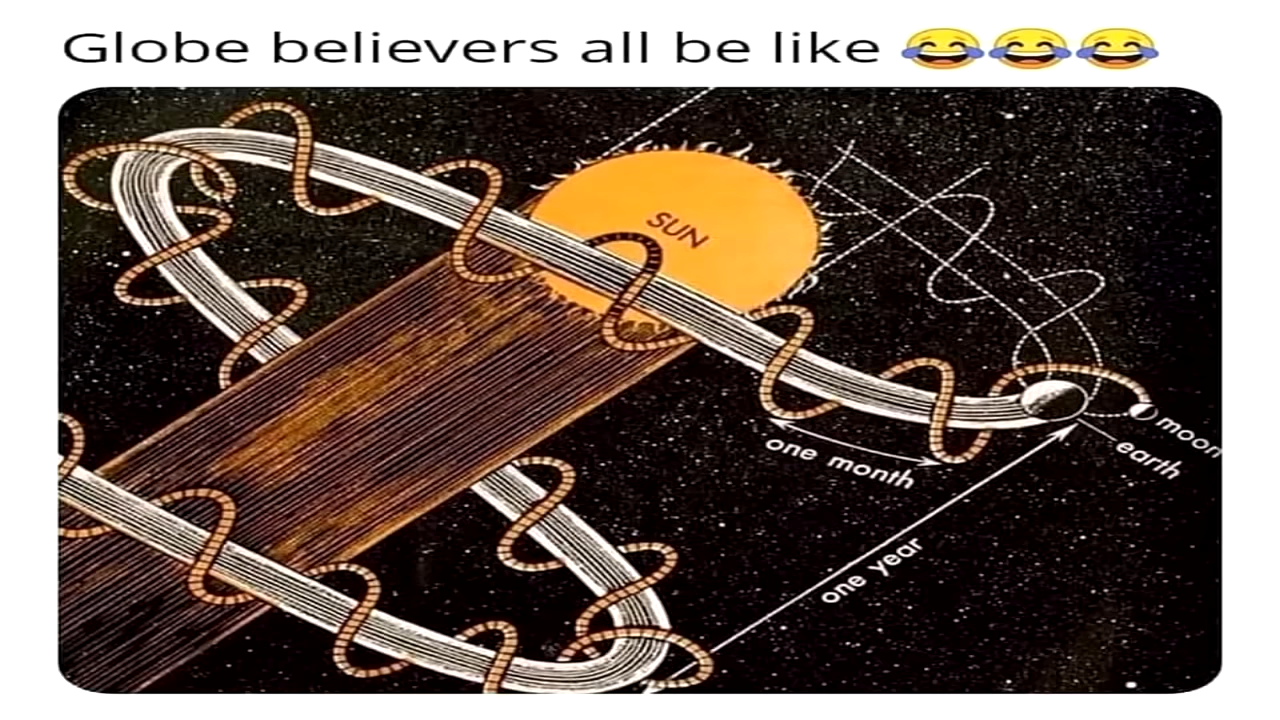 Globe believers all be like 😂😂😂
SUN
moon
earth
one month
one year